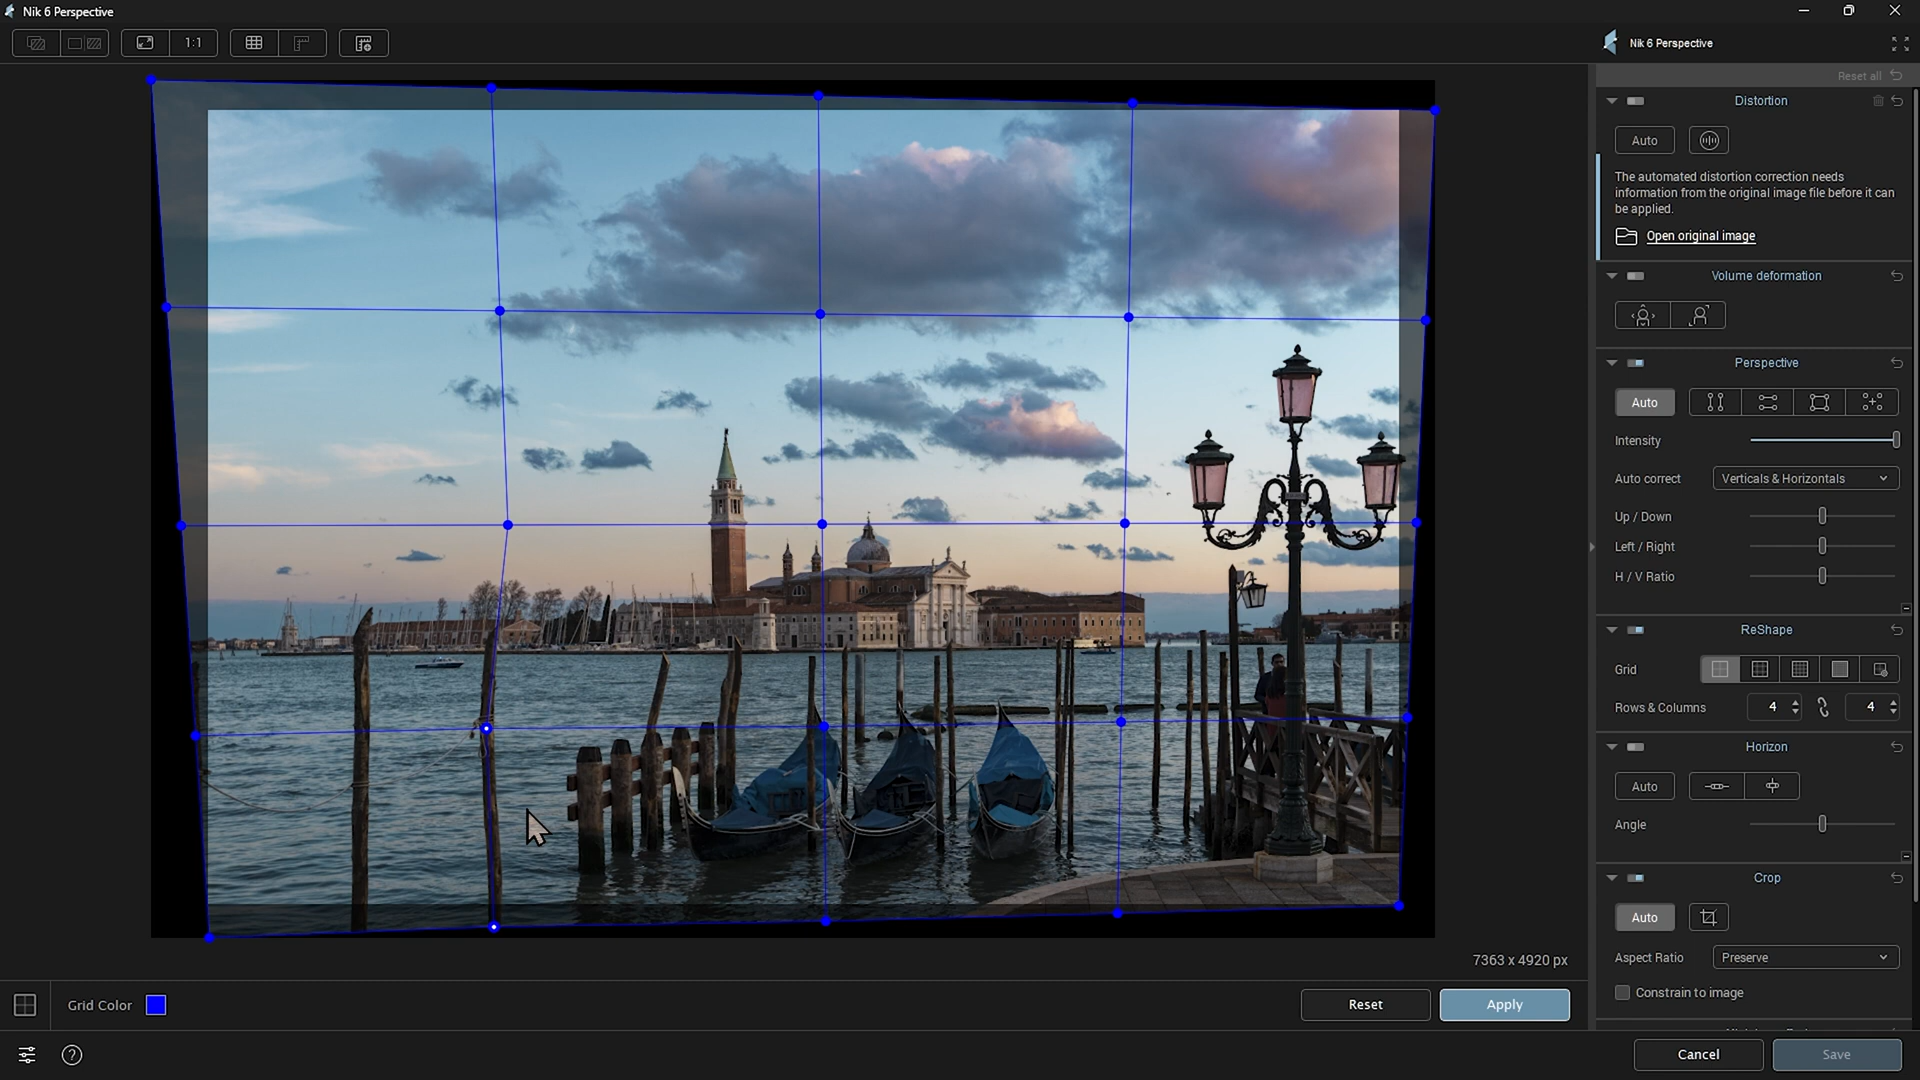 Nik 6 Perspective
1:1
Nik 6 Perspective
Reset all
Distortion
Auto
The automated distortion correction needs
information from the original image file before it can
be applied.
Open original image
Volume deformation
Perspective
Auto
Intensity
Auto correct
Verticals & Horizontals
Up / Down
Left / Right
H / V Ratio
ReShape
Grid
Rows & Columns
4
4
Horizon
Auto
Angle
Crop
Auto
Aspect Ratio
Preserve
Constrain to image
7363 x 4920 px
Grid Color
Reset
Apply
Cancel
Save